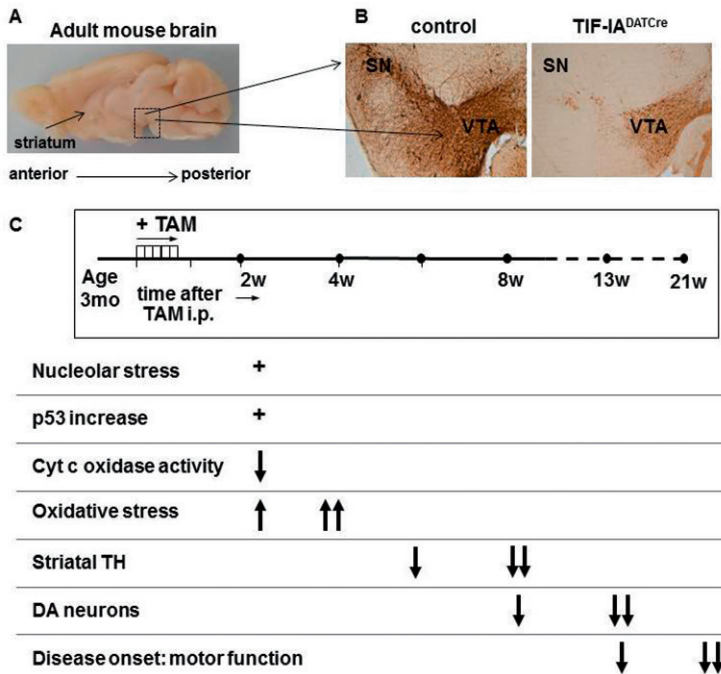 A
Adult mouse brain
striatum
anterior posterior
B
control
TIF-IADATCre
SN
VTA
SN
VTA
C
+ TAM
Age
3mo
time after
TAM i.p.
2w
4w
8w
13w
21w
Nucleolar stress +
p53 increase +
Cyt c oxidase activity
Oxidative stress
Striatal TH
DA neurons
Disease onset: motor function